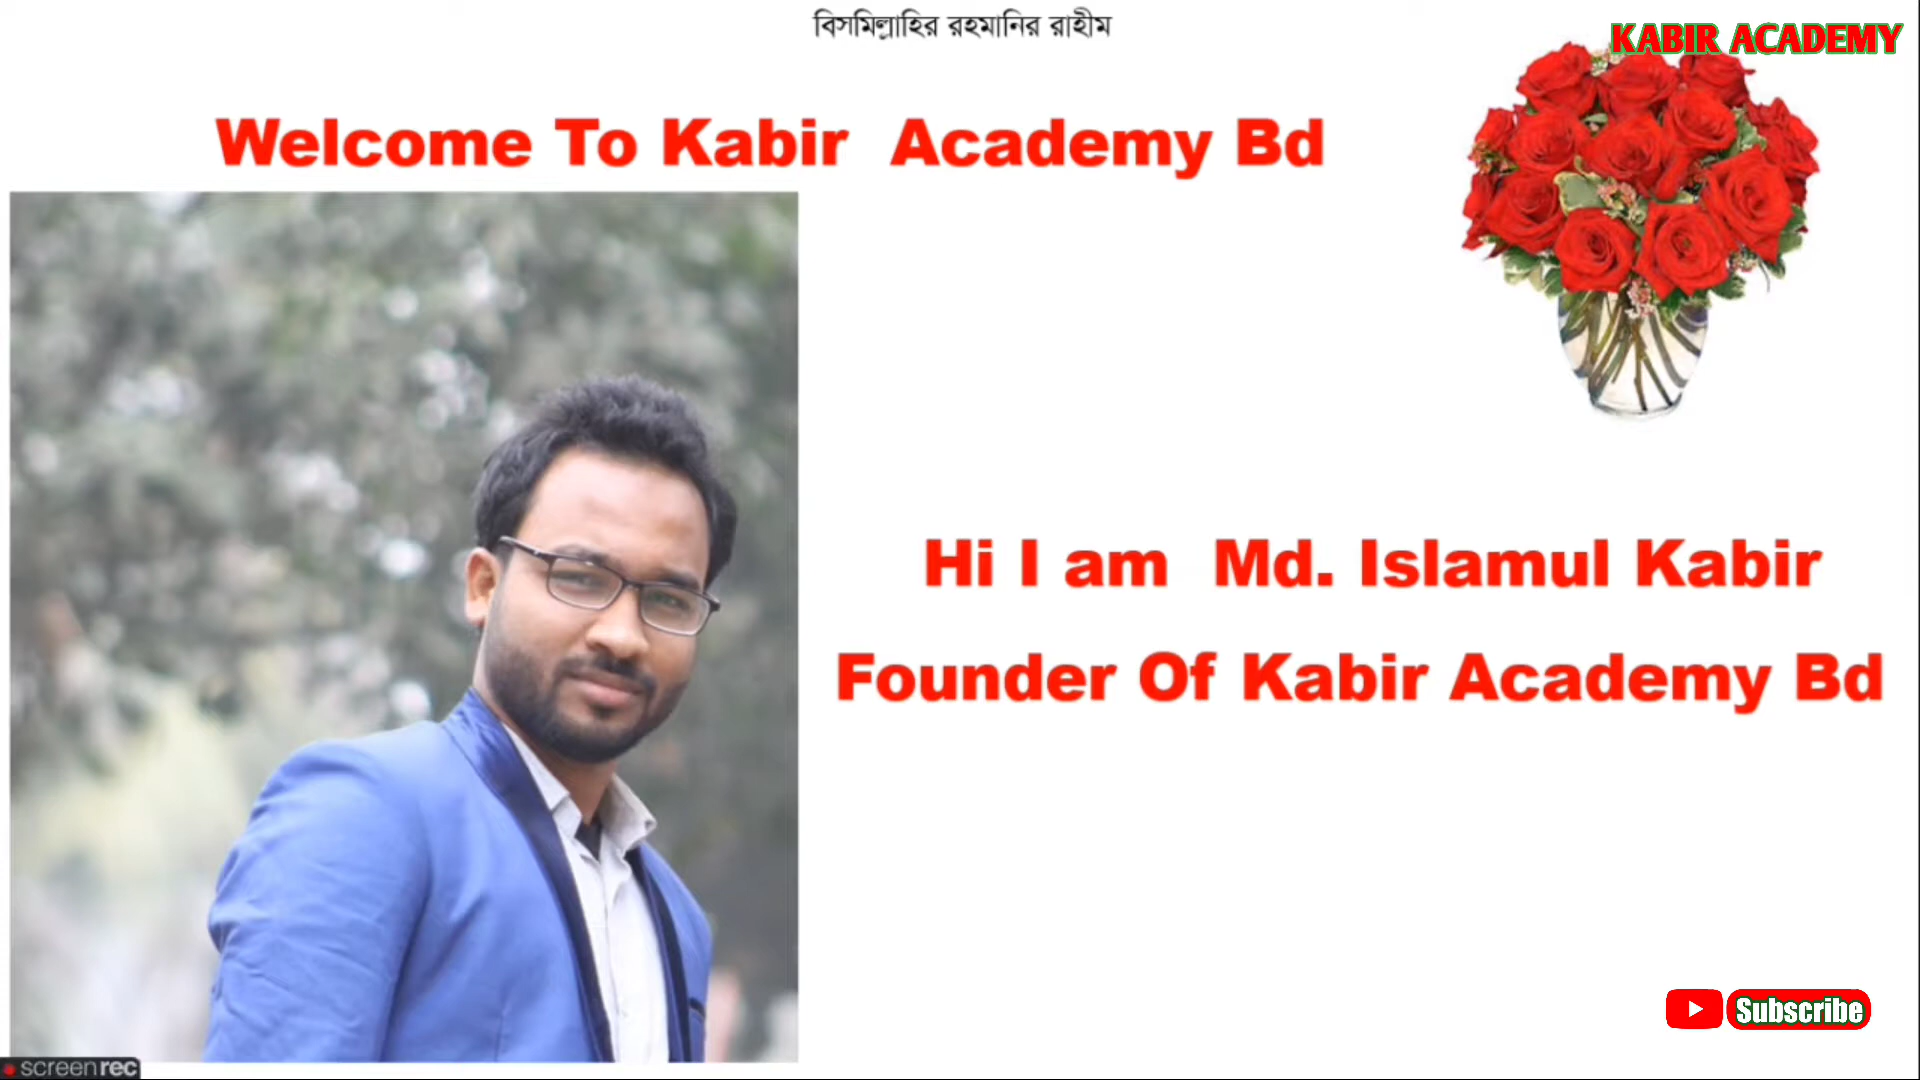 বিসমিল্লাহির রহমানির রাহীম
KABIR ACADEMY
Welcome To Kabir Academy Bd
Hi I am Md. Islamul Kabir
Founder Of Kabir Academy Bd
Subscribe
screenrec